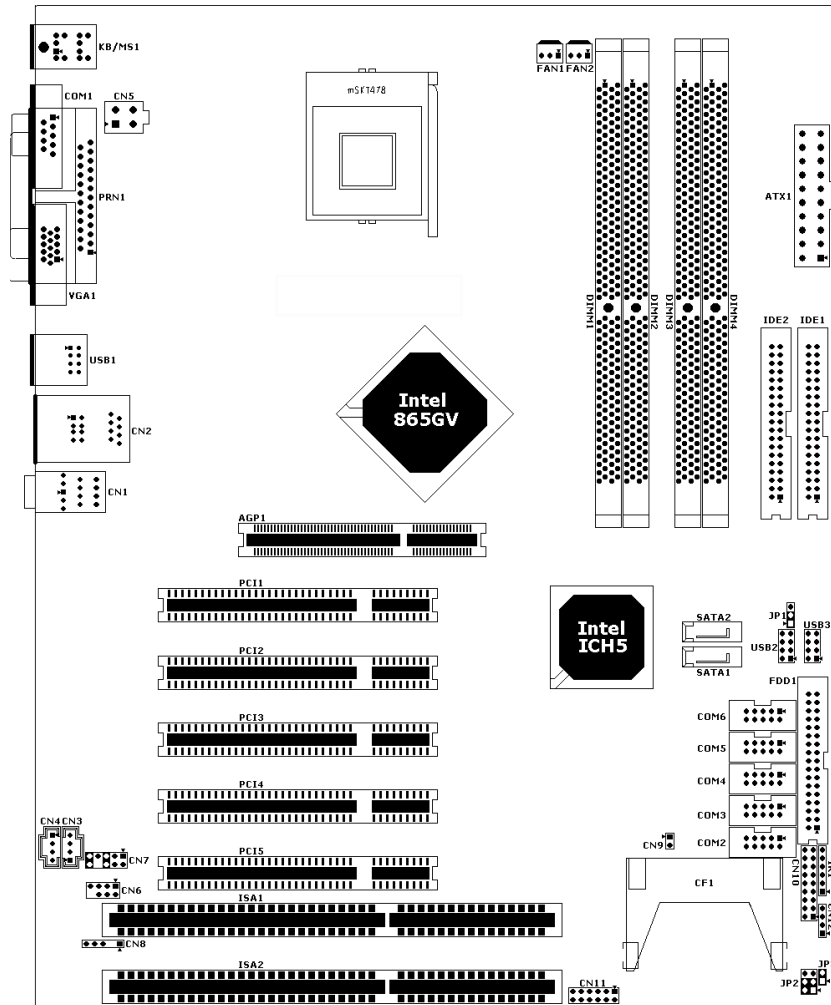 KB/MS1
FAN1
FAN2
COM1
CN5
mSKT478
ATX1
PRN1
VGA1
DIMM1
DIMM2
DIMM3
DIMM4
IDE2
IDE1
USB1
Intel
865GV
CN2
CN1
AGP1
PCI1
JP1
SATA2
USB3
Intel
ICH5
USB2
PCI2
SATA1
FDD1
COM6
PCI3
COM5
COM4
PCI4
COM3
CN4
CN3
CN9
COM2
PCI5
CN7
CN10
CF1
CN6
ISA1
CN8
ISA2
CN11
JP2